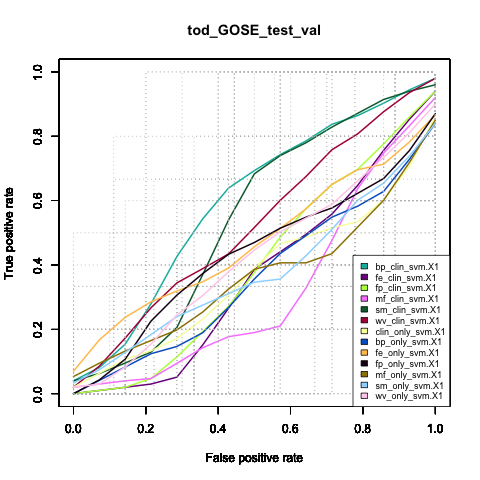 tod_GOSE_test_val
True positive rate
1.0
0.8
0.6
0.4
0.2
0.0
bp_clin_svm.X1
fe_clin_svm.X1
fp_clin_svm.X1
mf_clin_svm.X1
sm_clin_svm.X1
wv_clin_svm.X1
clin_only_svm.X1
bp_only_svm.X1
fe_only_svm.X1
fp_only_svm.X1
mf_only_svm.X1
sm_only_svm.X1
wv_only_svm.X1
0.0 0.2 0.4 0.6 0.8 1.0
False positive rate